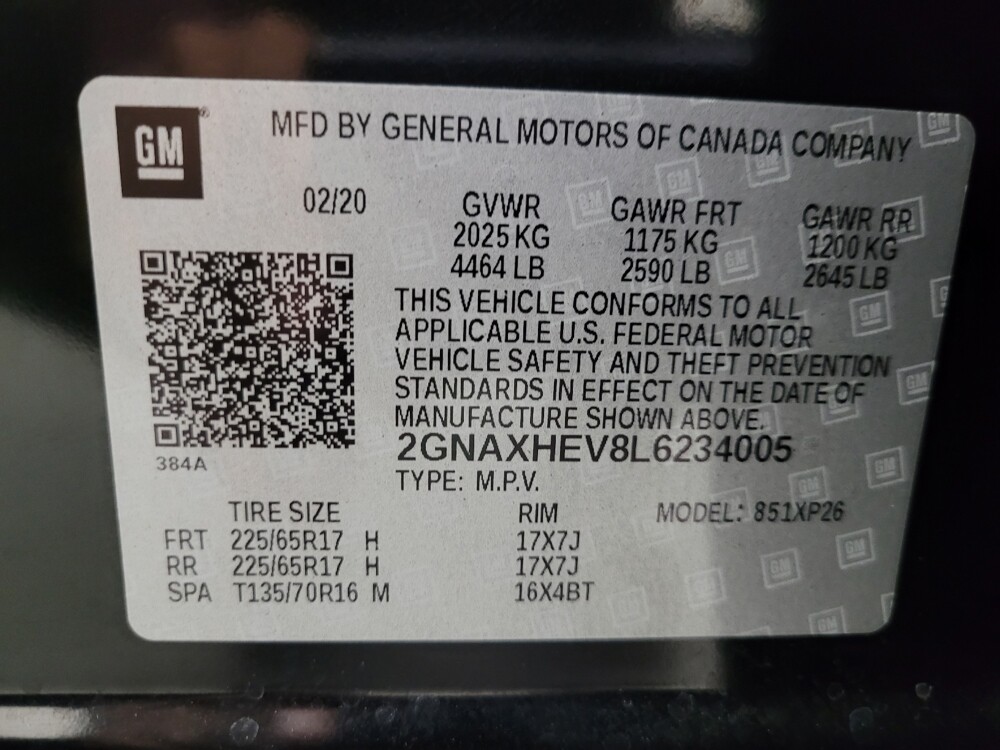 GM
MFD BY GENERAL MOTORS OF CANADA COMPANY
02/20
GVWR GAWR FRT GAWR RR
2025 KG 1175 KG 1200 KG
4464 LB 2590 LB 2645 LB
THIS VEHICLE CONFORMS TO ALL
APPLICABLE U.S. FEDERAL MOTOR
VEHICLE SAFETY AND THEFT PREVENTION
STANDARDS IN EFFECT ON THE DATE OF
MANUFACTURE SHOWN ABOVE.
2GNAXHEV8L6234005
384A
TYPE: M.P.V.
TIRE SIZE RIM MODEL: 851XP26
FRT 225/65R17 H 17X7J
RR 225/65R17 H 17X7J
SPA T135/70R16 M 16X4BT